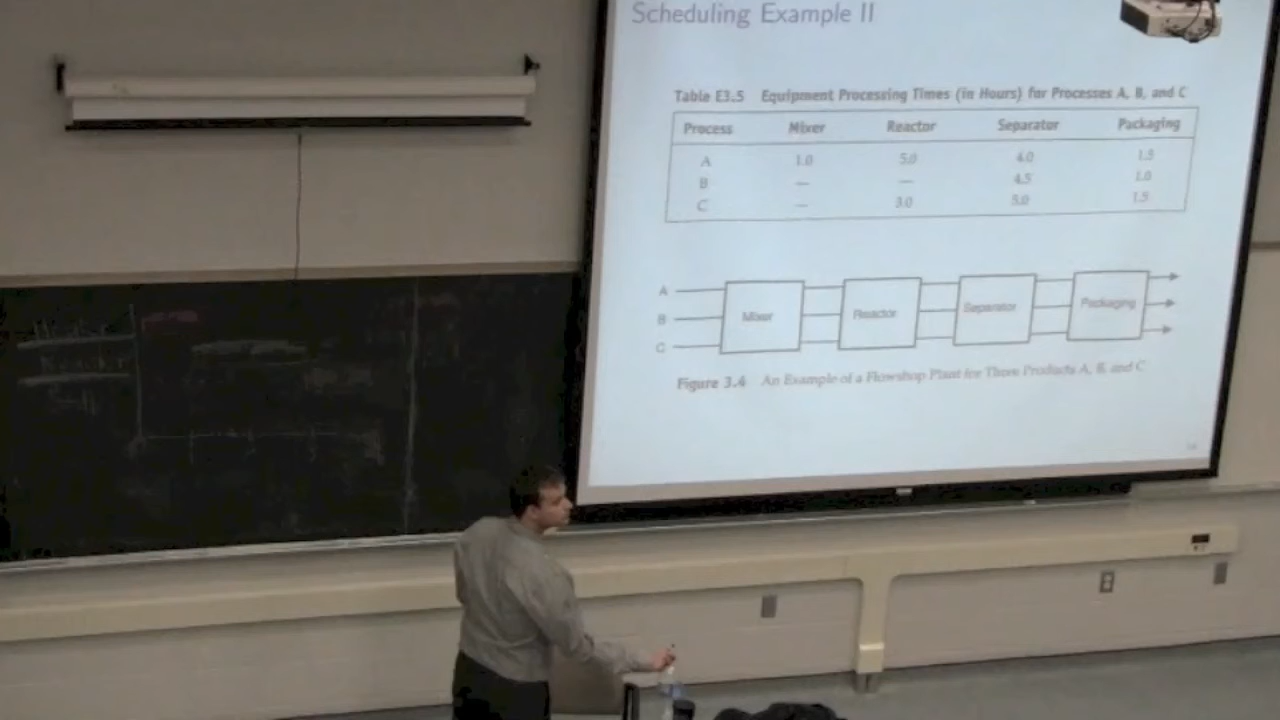 Scheduling Example II
Table E3.5 Equipment Processing Times (in Hours) for Processes A, B, and C
Process Mixer Reactor Separator Packaging
A 1.0 5.0 4.0 1.5
B — — 4.5 1.0
C — 3.0 5.0 1.5
A
B
C
Mixer Reactor Separator Packaging
Figure 3.4 An Example of a Flowshop Plant for Three Products A, B, and C